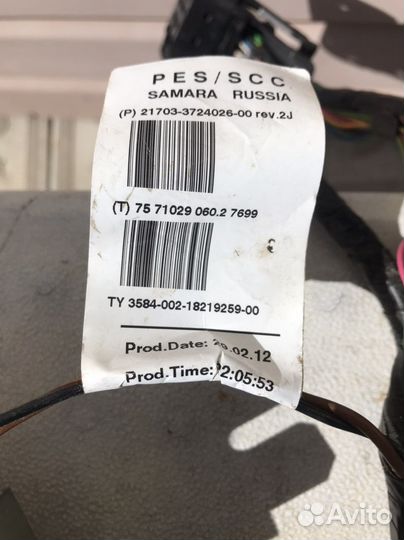 PES/SCC
SAMARA RUSSIA
(P) 21703-3724026-00 rev.2J
(T) 75 71029 060.2 7699
TY 3584-002-18219259-00
Prod.Date: 29.02.12
Prod.Time: 22:05:53
Avito